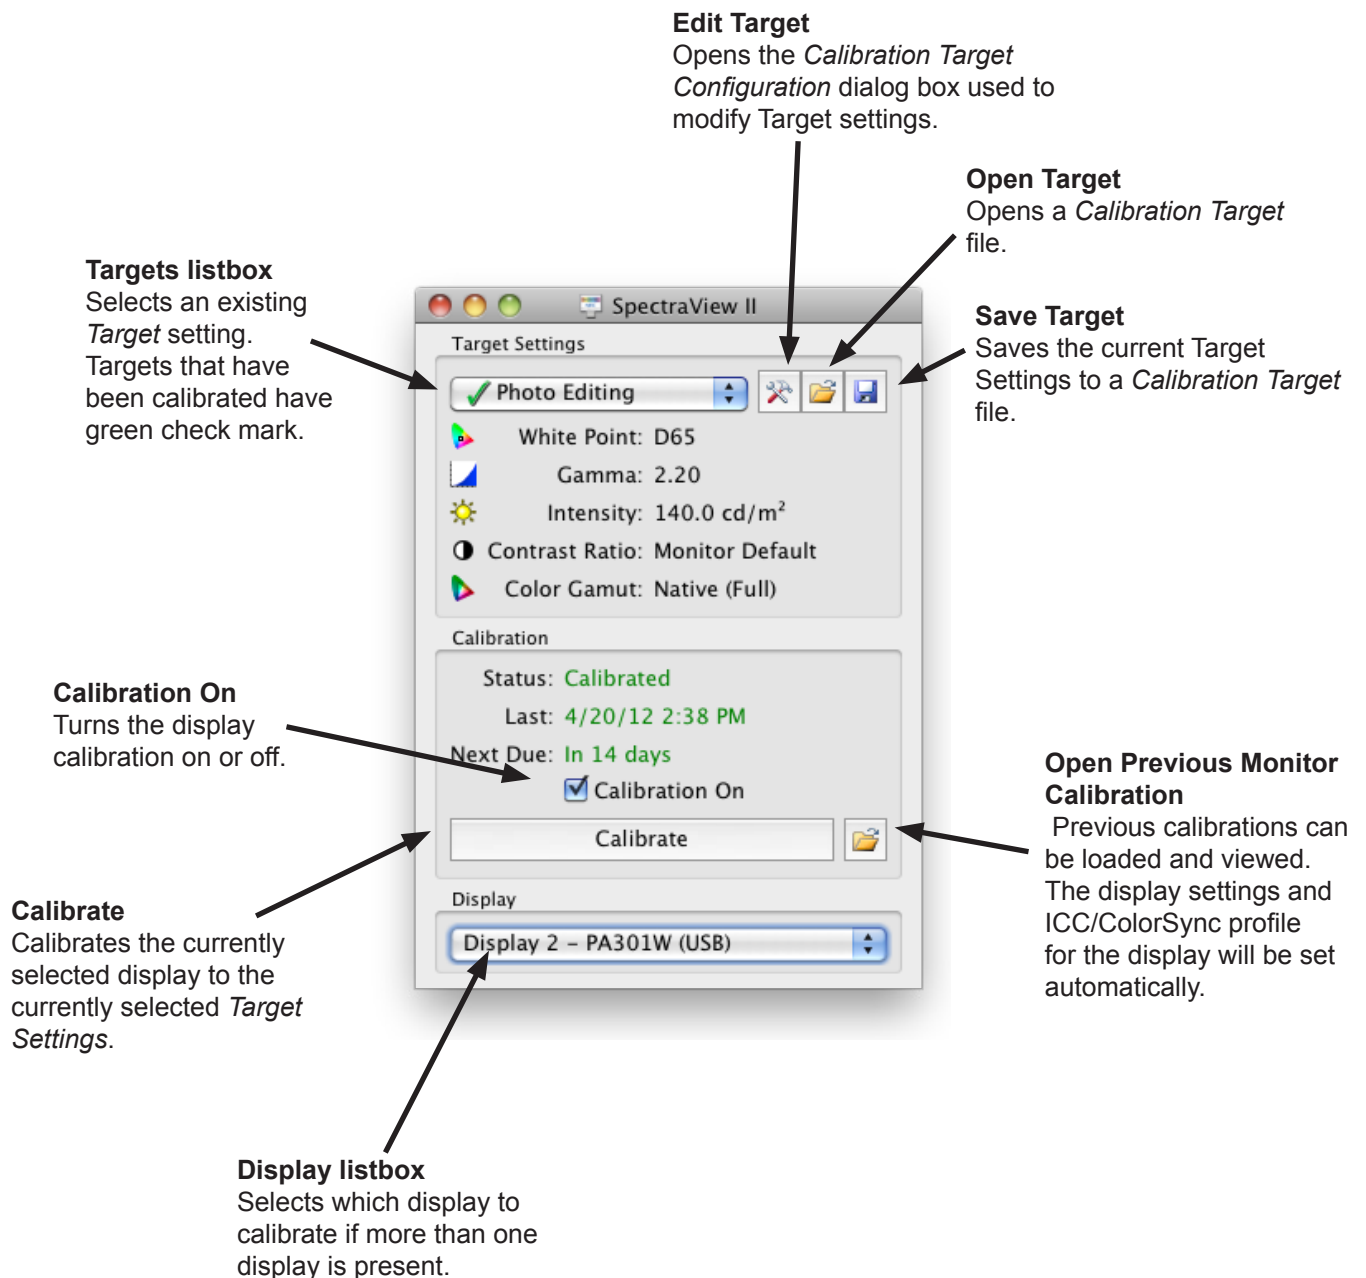 Edit Target
Opens the Calibration Target
Configuration dialog box used to
modify Target settings.
Open Target
Opens a Calibration Target
file.
Targets listbox
Selects an existing
Target setting.
Targets that have
been calibrated have
green check mark.
Save Target
Saves the current Target
Settings to a Calibration Target
file.
SpectraView II
Target Settings
Photo Editing
White Point: D65
Gamma: 2.20
Intensity: 140.0 cd/m²
Contrast Ratio: Monitor Default
Color Gamut: Native (Full)
Calibration
Status: Calibrated
Last: 4/20/12 2:38 PM
Next Due: In 14 days
Calibration On
Calibrate
Display
Display 2 – PA301W (USB)
Calibration On
Turns the display
calibration on or off.
Open Previous Monitor
Calibration
Previous calibrations can
be loaded and viewed.
The display settings and
ICC/ColorSync profile
for the display will be set
automatically.
Calibrate
Calibrates the currently
selected display to the
currently selected Target
Settings.
Display listbox
Selects which display to
calibrate if more than one
display is present.